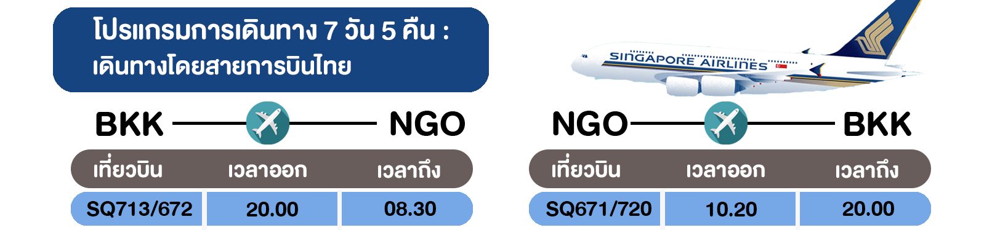 โปรแกรมการเดินทาง 7 วัน 5 คืน :
เดินทางโดยสายการบินไทย
SINGAPORE AIRLINES
BKK NGO
เที่ยวบิน เวลาออก เวลาถึง
SQ713/672 20.00 08.30
NGO BKK
เที่ยวบิน เวลาออก เวลาถึง
SQ671/720 10.20 20.00